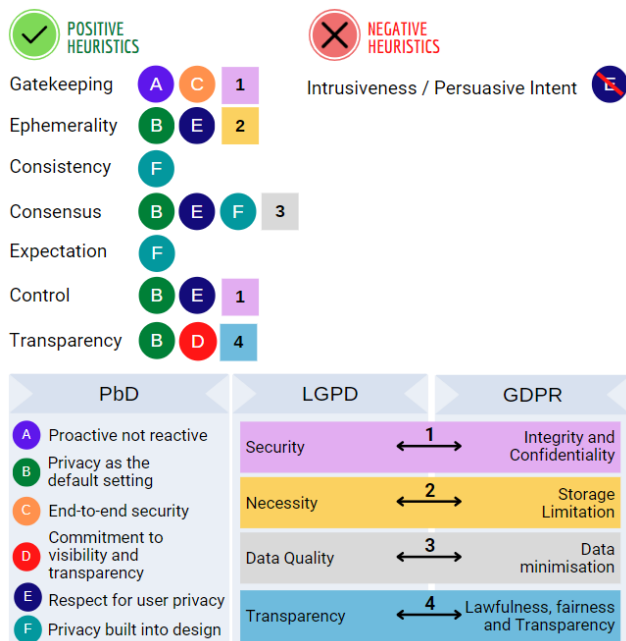 POSITIVE
HEURISTICS
NEGATIVE
HEURISTICS
Gatekeeping A C 1
Intrusiveness / Persuasive Intent E
Ephemerality B E 2
Consistency F
Consensus B E F 3
Expectation F
Control B E 1
Transparency B D 4
PbD
A Proactive not reactive
B Privacy as the
default setting
C End-to-end security
D Commitment to
visibility and
transparency
E Respect for user privacy
F Privacy built into design
LGPD GDPR
Security 1 Integrity and
Confidentiality
Necessity 2 Storage
Limitation
Data Quality 3 Data
minimisation
Transparency 4 Lawfulness, fairness
and Transparency